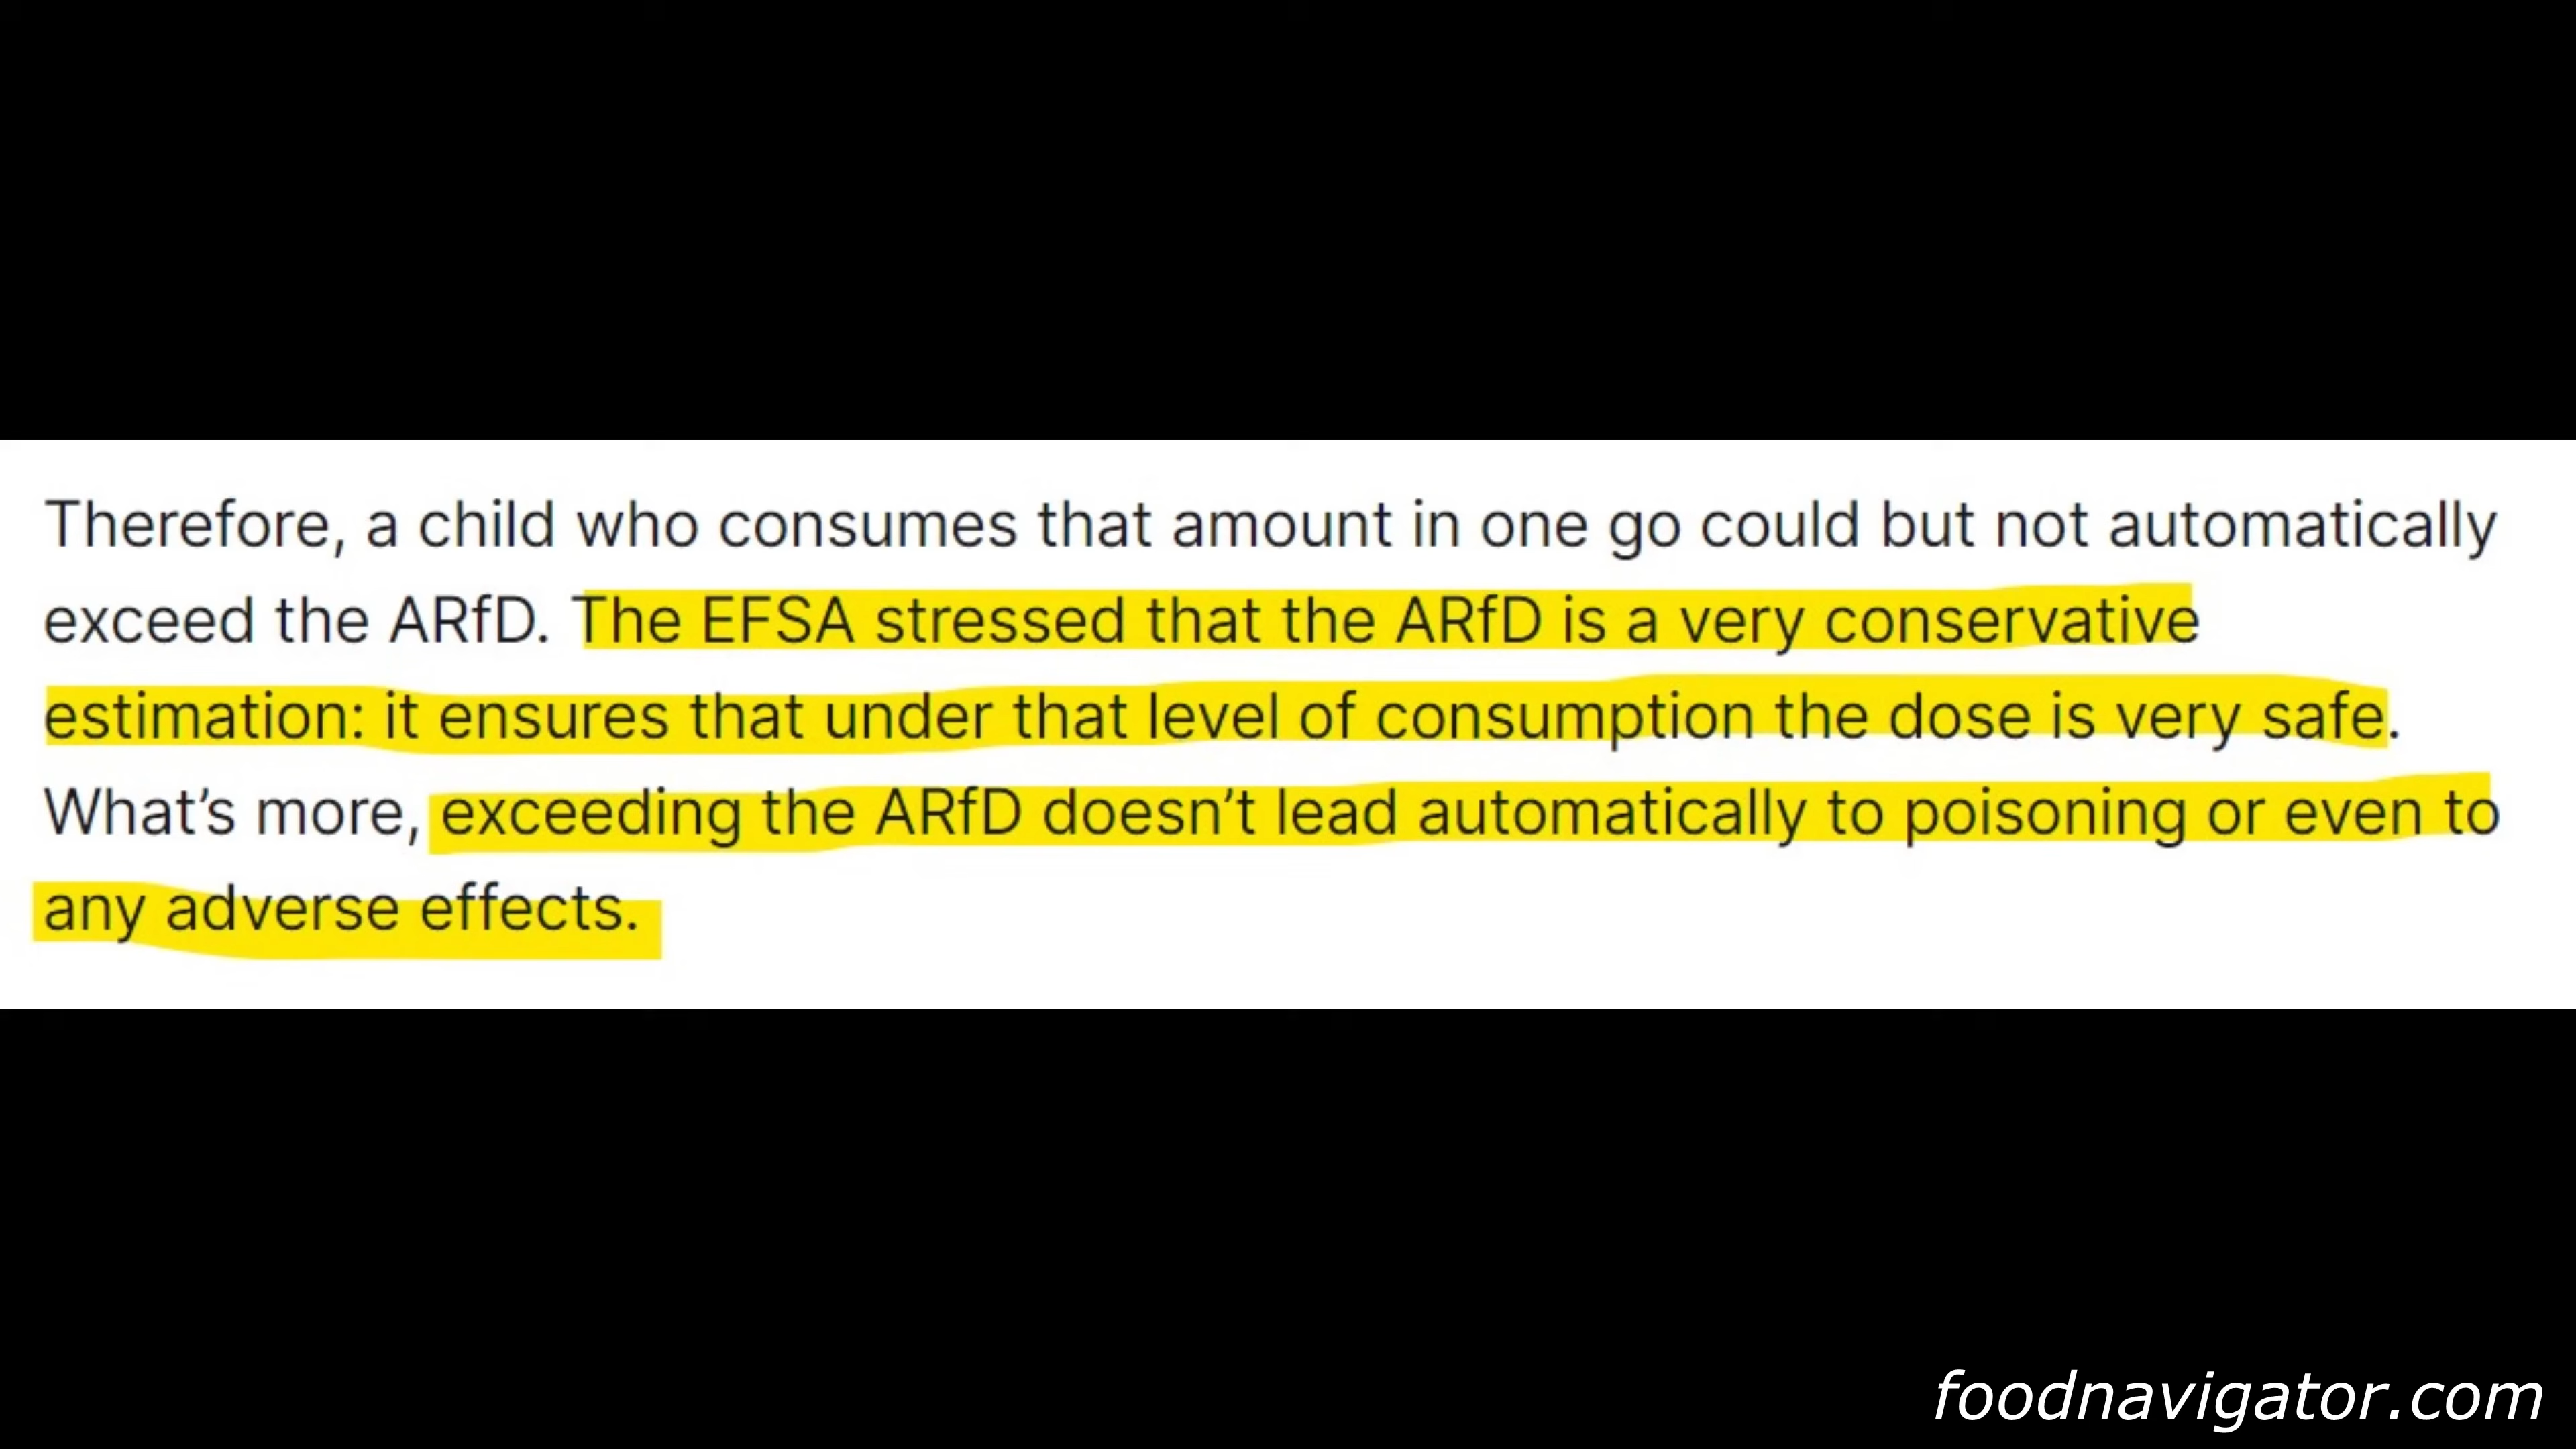 Therefore, a child who consumes that amount in one go could but not automatically
exceed the ARfD. The EFSA stressed that the ARfD is a very conservative
estimation: it ensures that under that level of consumption the dose is very safe.
What’s more, exceeding the ARfD doesn’t lead automatically to poisoning or even to
any adverse effects.
foodnavigator.com